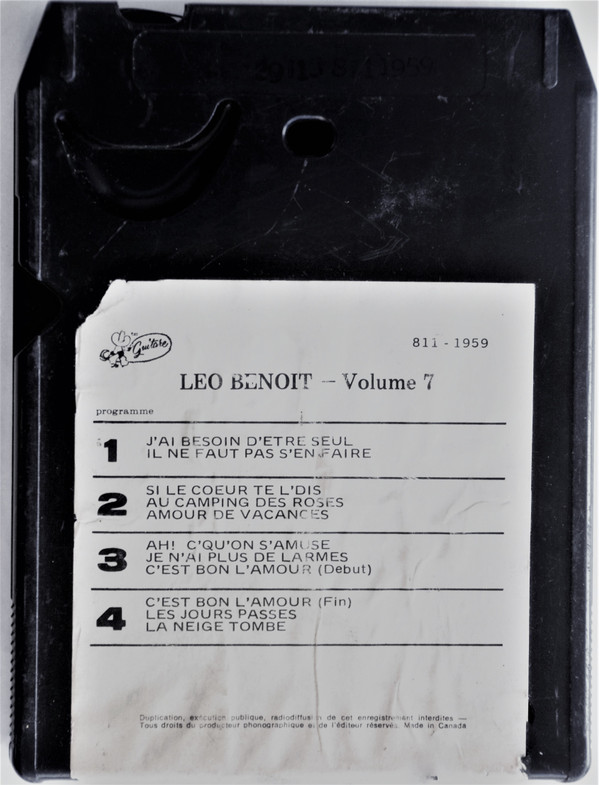 811-1959
Guitare
811 - 1959
LEO BENOIT — Volume 7
programme
1
J'AI BESOIN D'ETRE SEUL
IL NE FAUT PAS S'EN FAIRE
2
SI LE COEUR TE L'DIS
AU CAMPING DES ROSES
AMOUR DE VACANCES
3
AH! C'QU'ON S'AMUSE
JE N'AI PLUS DE LARMES
C'EST BON L'AMOUR (Debut)
4
C'EST BON L'AMOUR (Fin)
LES JOURS PASSES
LA NEIGE TOMBE
Duplication, exécution publique, radiodiffusion de cet enregistrement interdites —
Tous droits du producteur phonographique et de l'éditeur réservés. Made in Canada